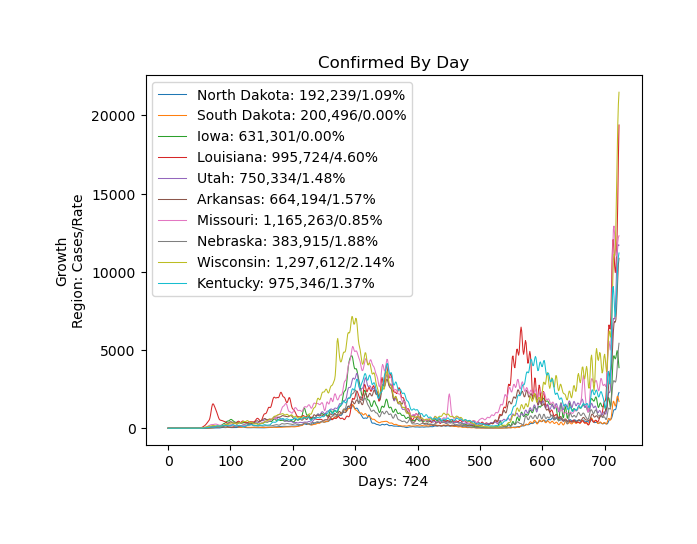 Confirmed By Day
Growth
Region: Cases/Rate
20000
15000
10000
5000
0
North Dakota: 192,239/1.09%
South Dakota: 200,496/0.00%
Iowa: 631,301/0.00%
Louisiana: 995,724/4.60%
Utah: 750,334/1.48%
Arkansas: 664,194/1.57%
Missouri: 1,165,263/0.85%
Nebraska: 383,915/1.88%
Wisconsin: 1,297,612/2.14%
Kentucky: 975,346/1.37%
0 100 200 300 400 500 600 700
Days: 724